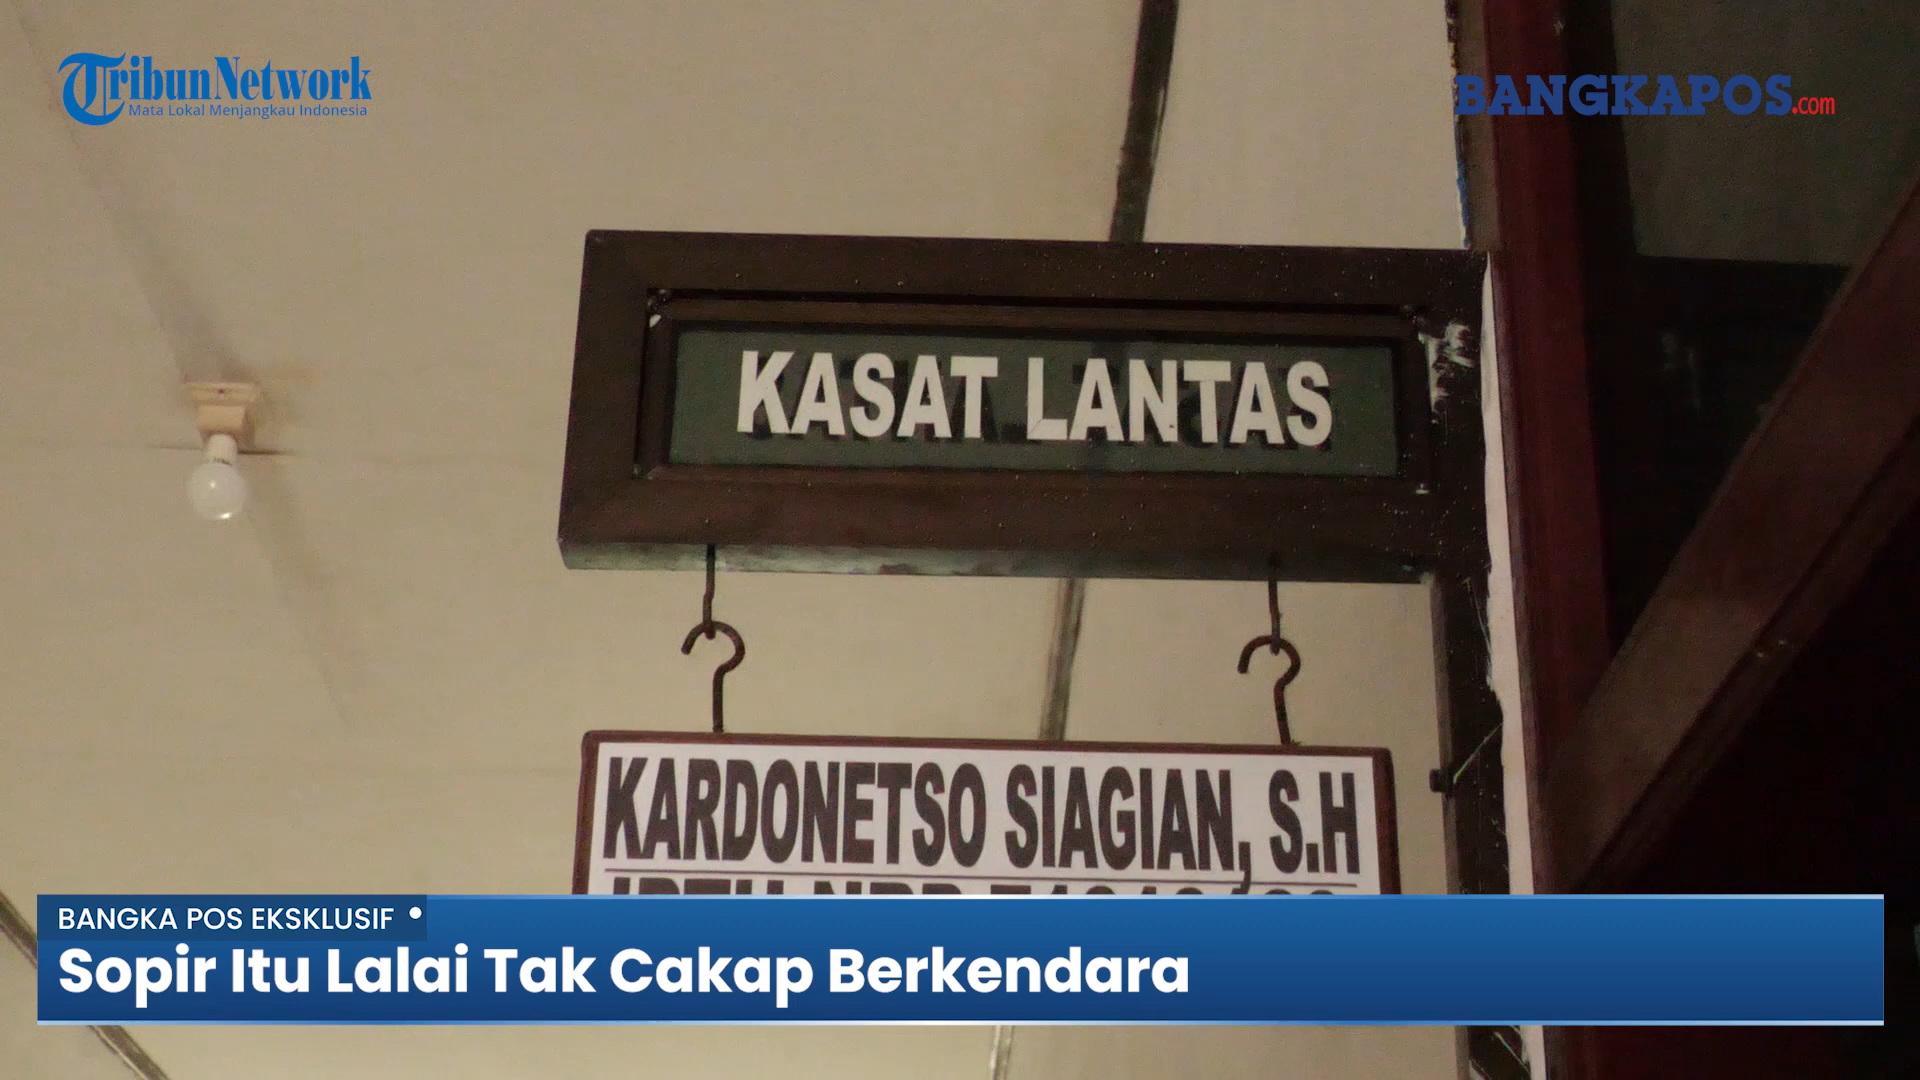 TribunNetwork
Mata Lokal Menjangkau Indonesia
BANGKAPOS.com
KASAT LANTAS
KARDONETSO SIAGIAN, S.H
BANGKA POS EKSKLUSIF
Sopir Itu Lalai Tak Cakap Berkendara